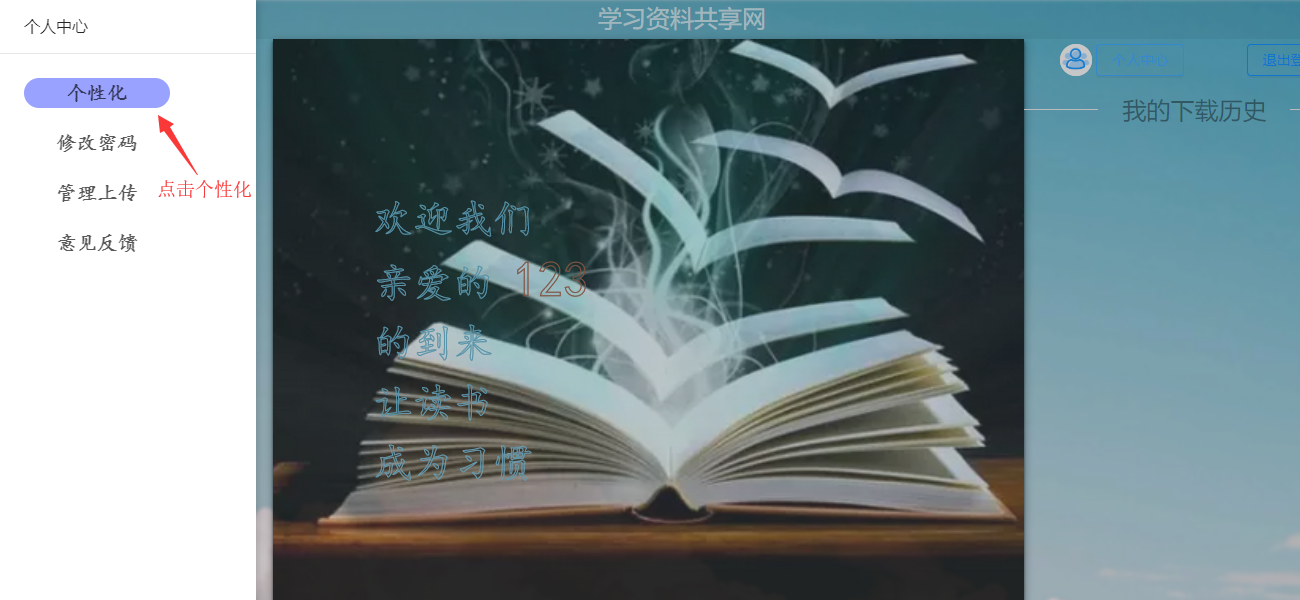 个人中心
个性化
修改密码
管理上传
意见反馈
点击个性化
学习资料共享网
个人中心
退出登
我的下载历史
欢迎我们
亲爱的 123
的到来
让读书
成为习惯